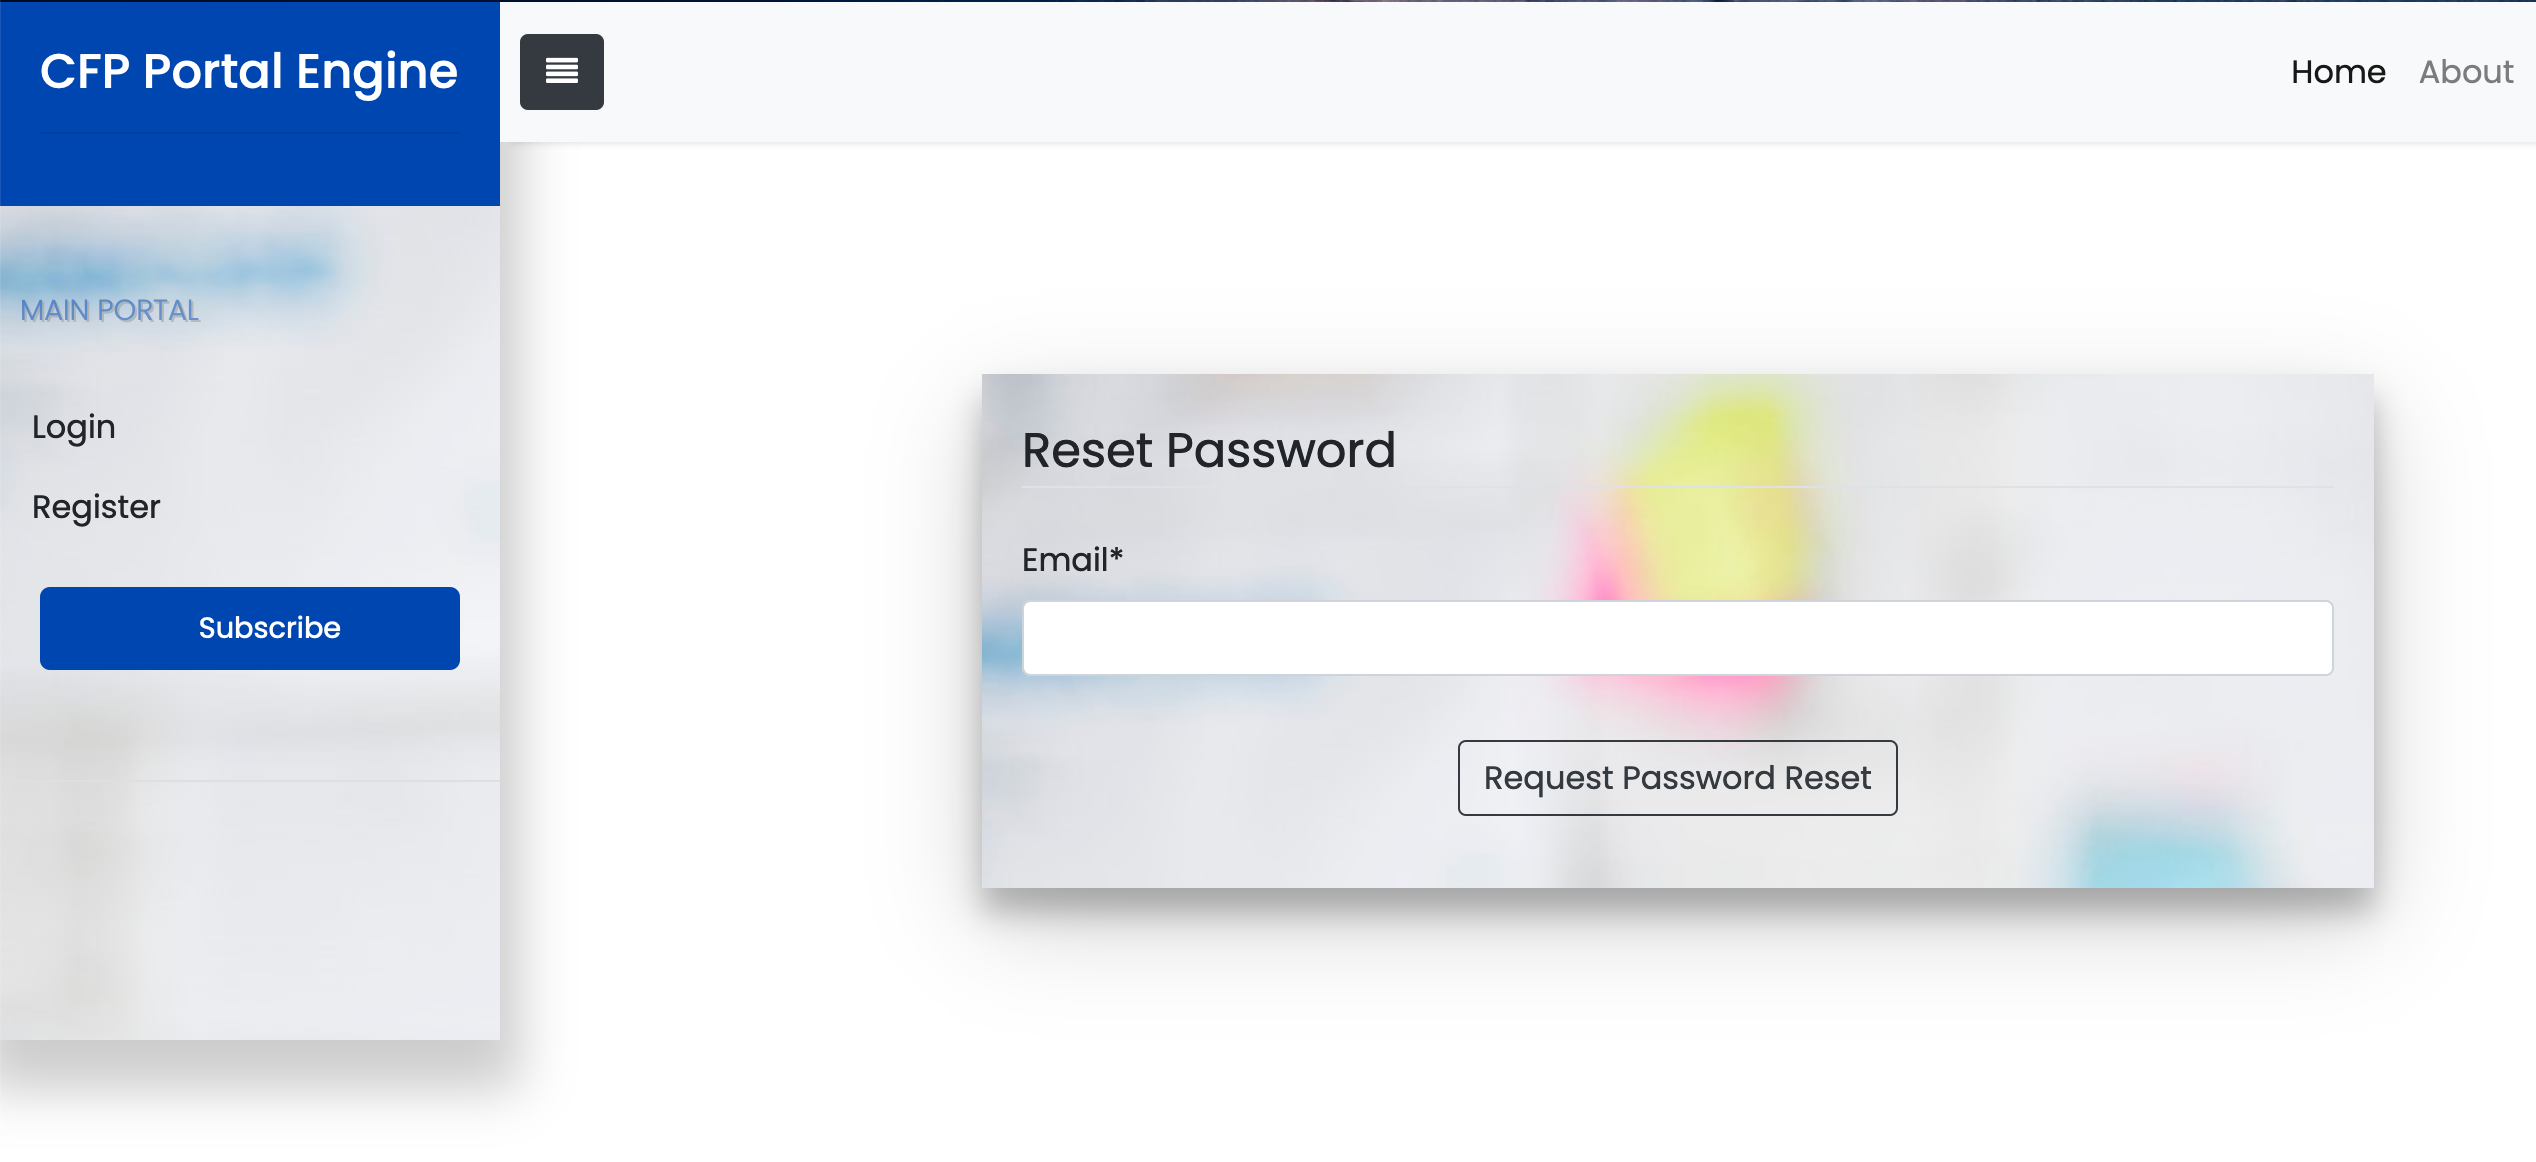 CFP Portal Engine
Home
About
MAIN PORTAL
Login
Register
Subscribe
Reset Password
Email*
Request Password Reset